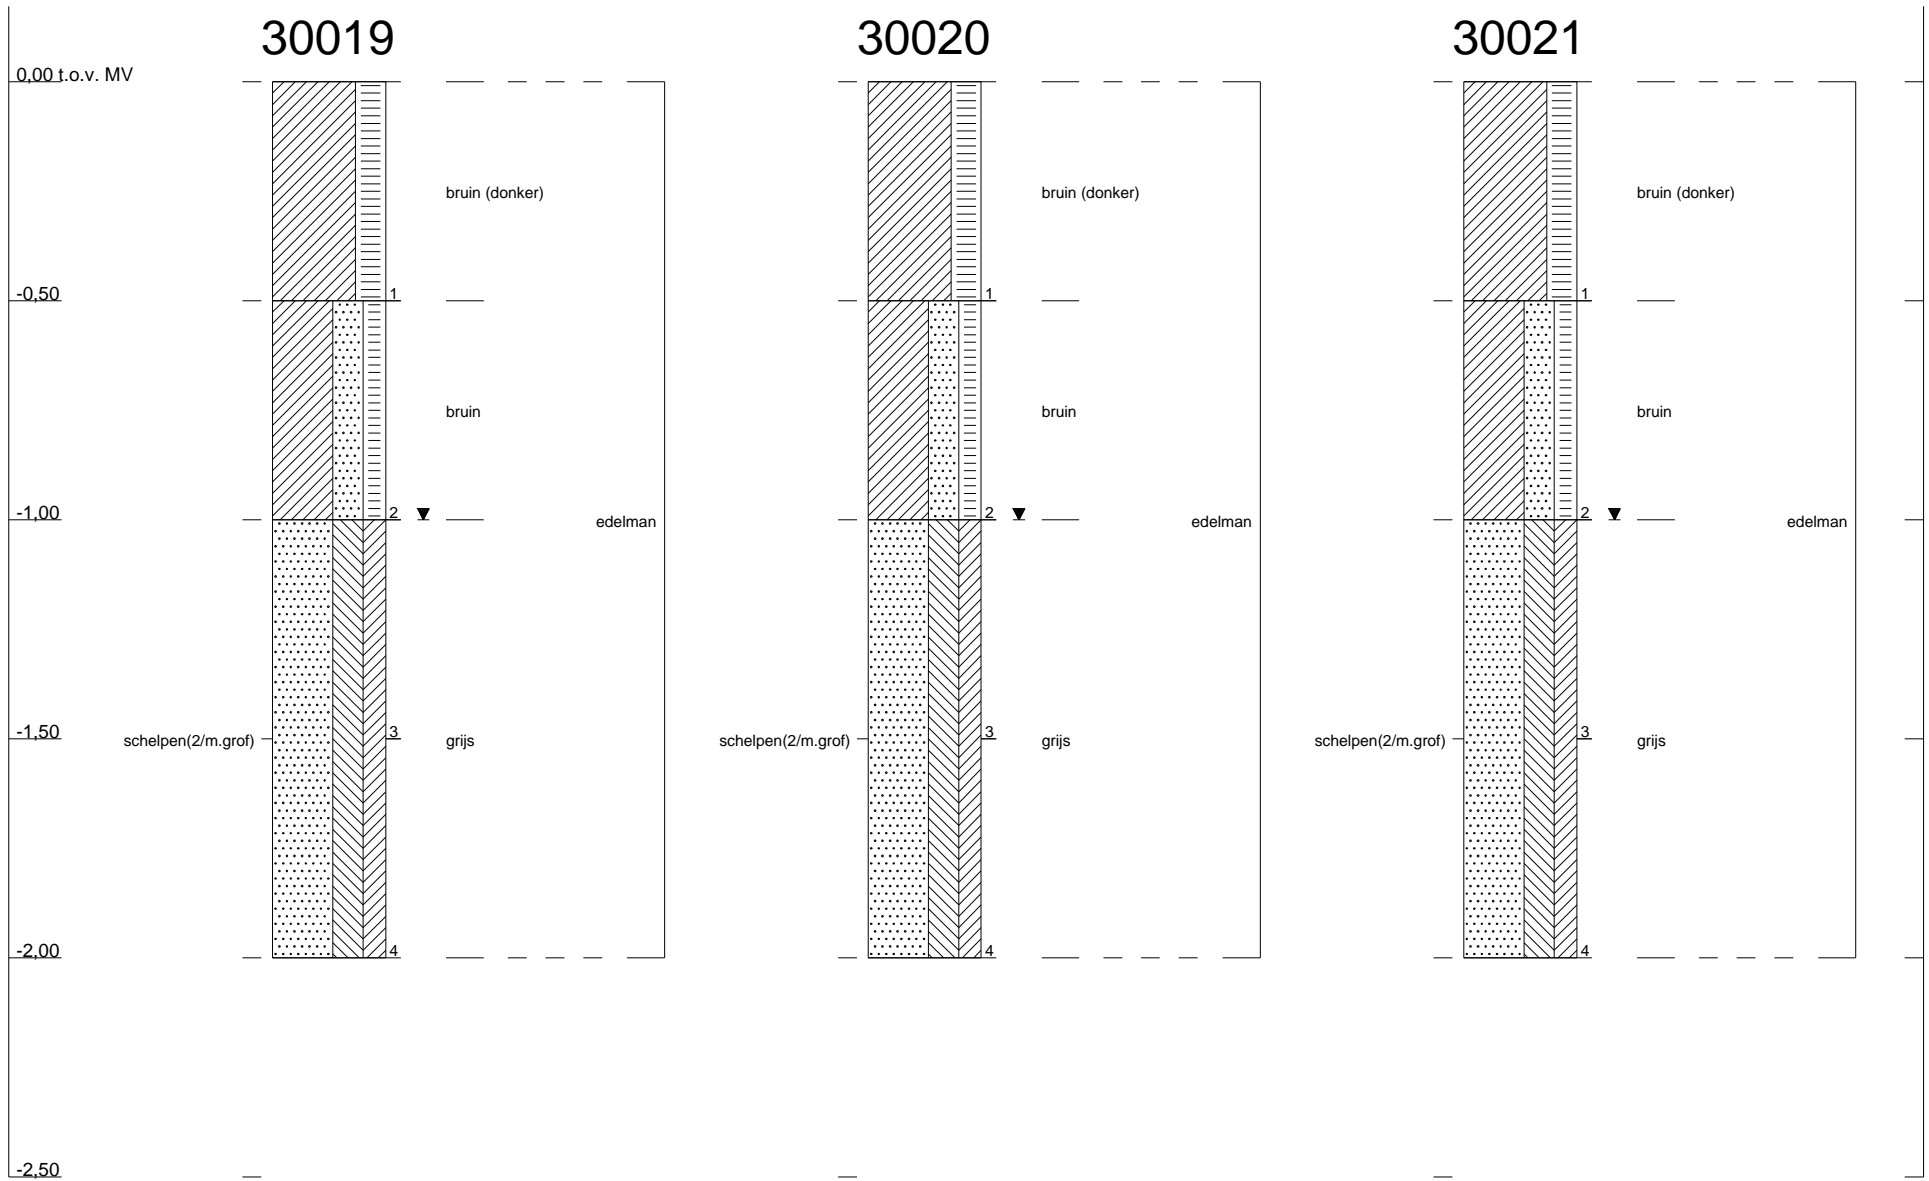 30019 30020 30021
0,00 t.o.v. MV
bruin (donker) bruin (donker) bruin (donker)
-0,50 1 1 1
bruin bruin bruin
-1,00 2 2 2
edelman edelman edelman
-1,50 3 3 3
schelpen(2/m.grof) grijs schelpen(2/m.grof) grijs schelpen(2/m.grof) grijs
-2,00 4 4 4
-2,50